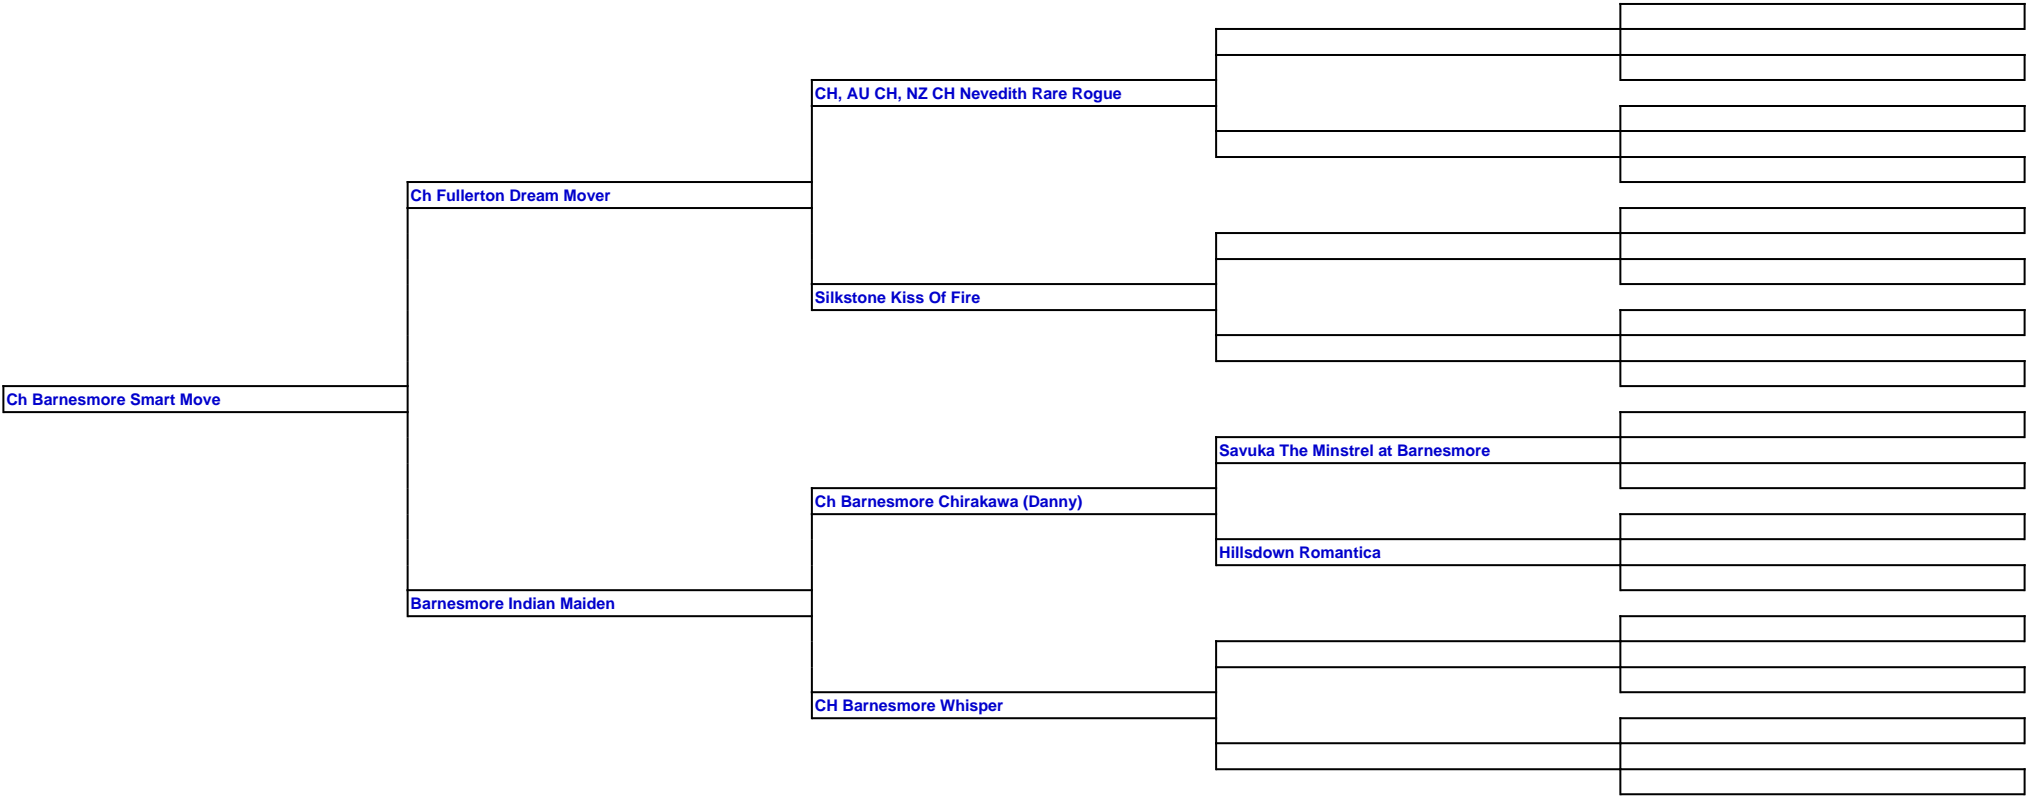 CH, AU CH, NZ CH Nevedith Rare Rogue
Ch Fullerton Dream Mover
Silkstone Kiss Of Fire
Ch Barnesmore Smart Move
Savuka The Minstrel at Barnesmore
Ch Barnesmore Chirakawa (Danny)
Hillsdown Romantica
Barnesmore Indian Maiden
CH Barnesmore Whisper